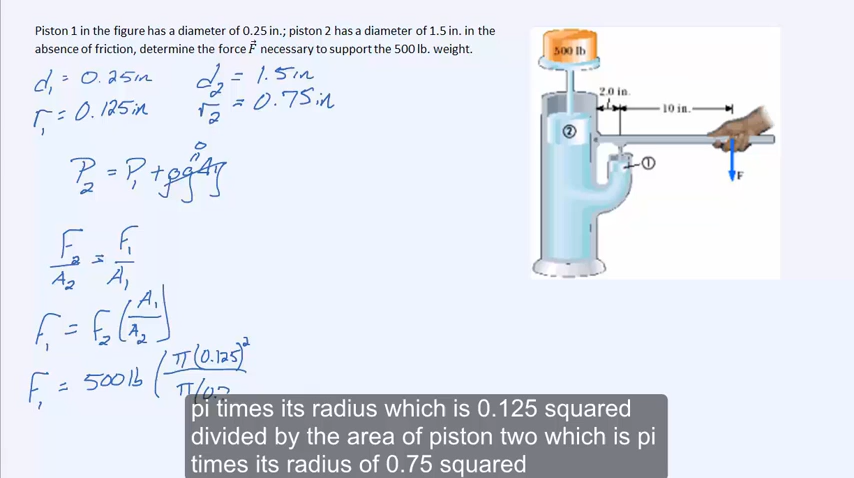 Piston 1 in the figure has a diameter of 0.25 in.; piston 2 has a diameter of 1.5 in. in the
absence of friction, determine the force F⃗ necessary to support the 500 lb. weight.
d₁ = 0.25in
d₂ = 1.5in
r₁ = 0.125in
r₂ = 0.75in
0
P₂ = P₁ + ρgΔy
F₂/A₂ = F₁/A₁
F₁ = F₂ (A₁/A₂)
F₁ = 500lb (π(0.125)²/π(0.7
500 lb
2.0 in.
10 in.
②
①
F
pi times its radius which is 0.125 squared
divided by the area of piston two which is pi
times its radius of 0.75 squared